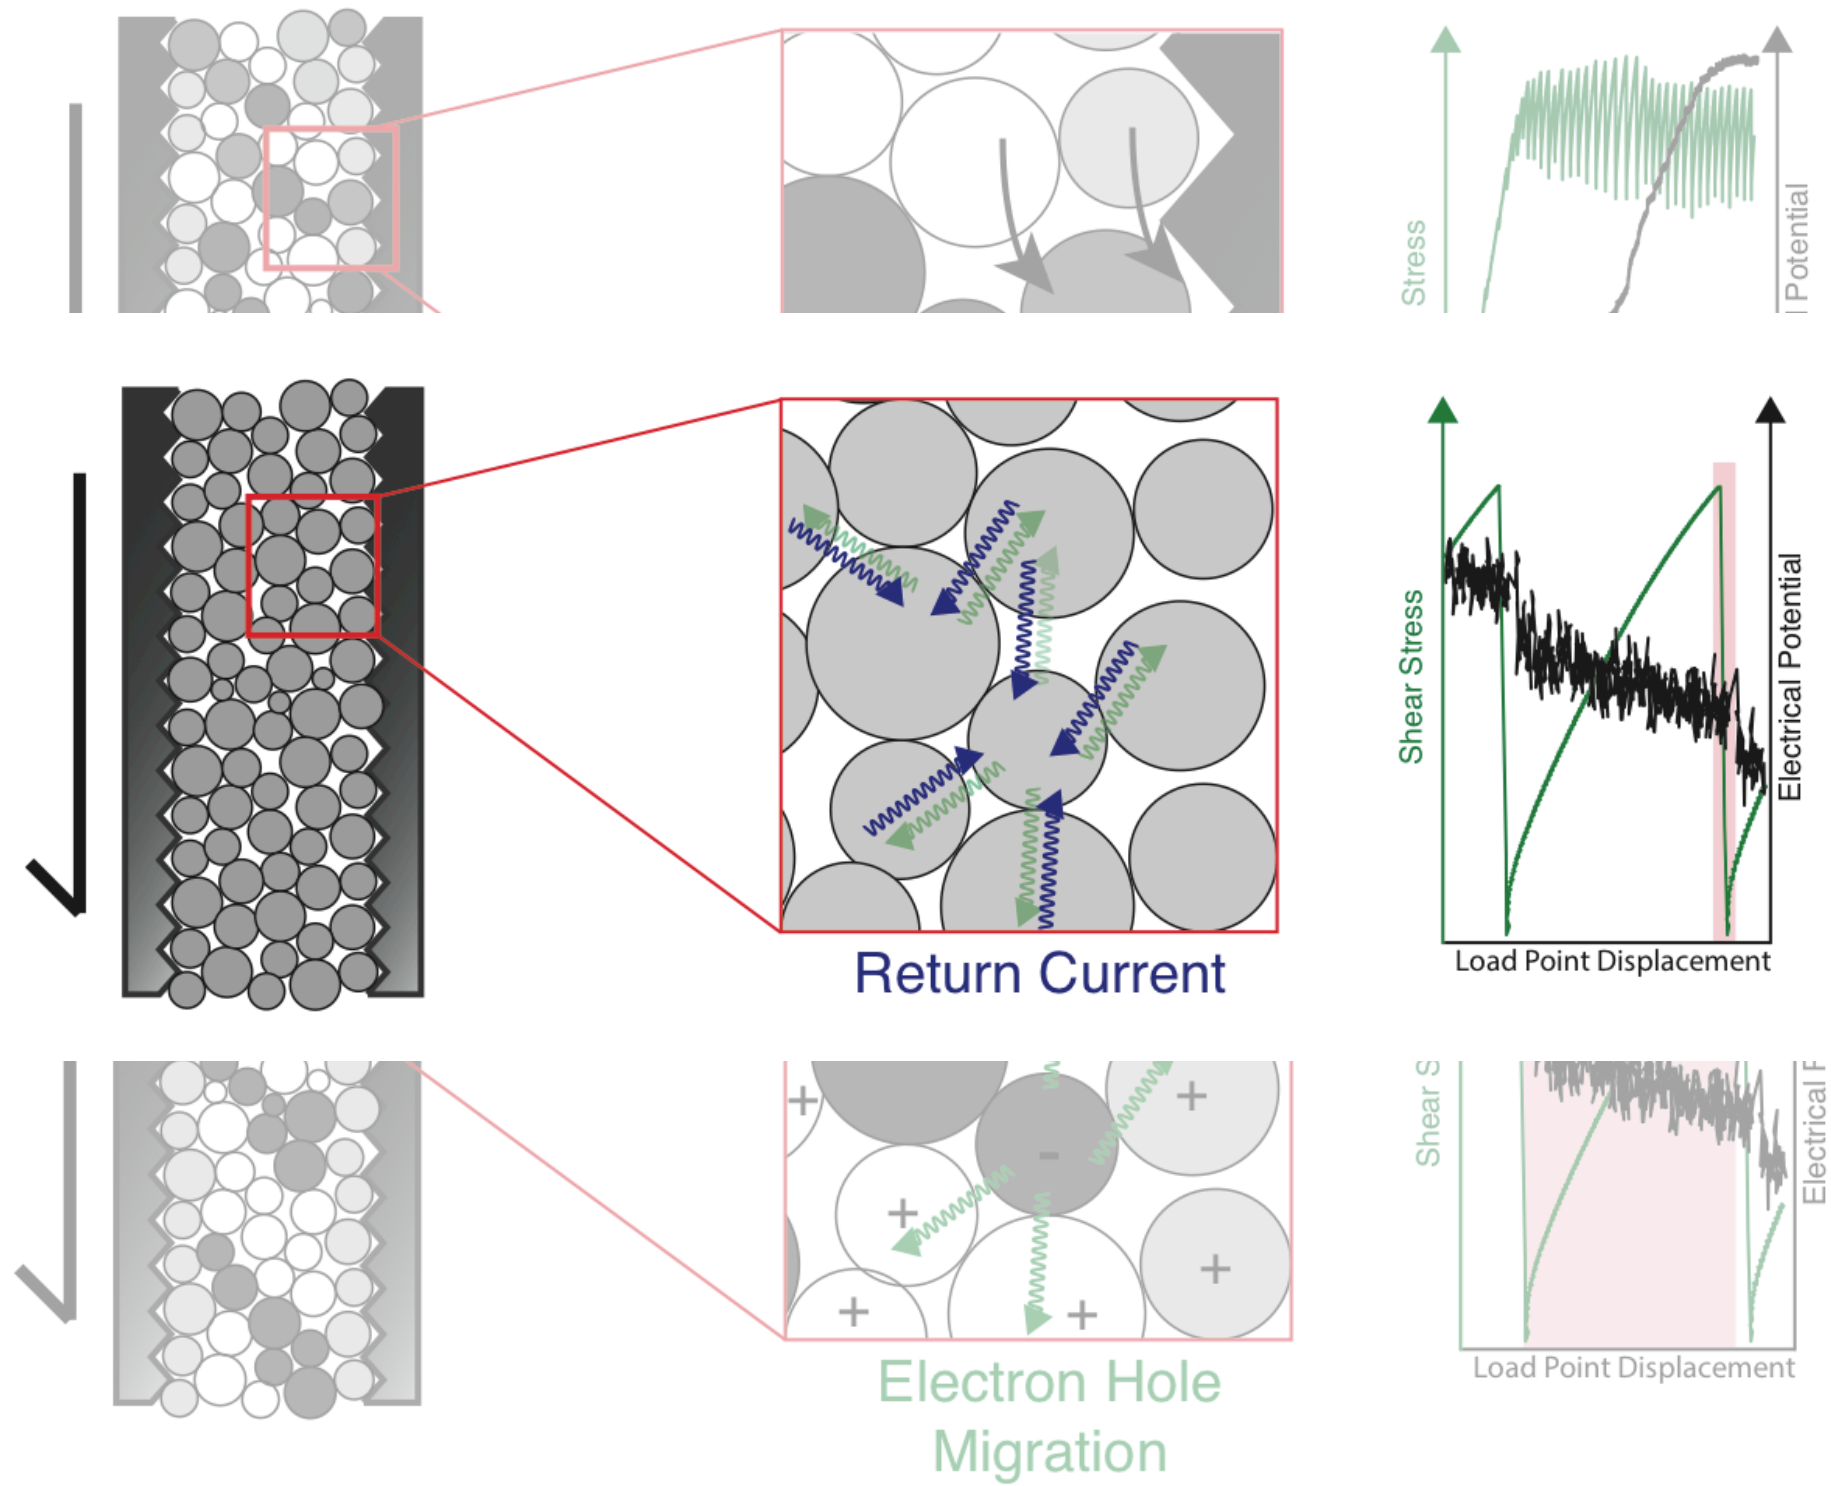 Stress
l Potential
Shear Stress
Electrical Potential
Load Point Displacement
Return Current
+
+
-
+
+
+
+
Shear S
Electrical P
Load Point Displacement
Electron Hole
Migration